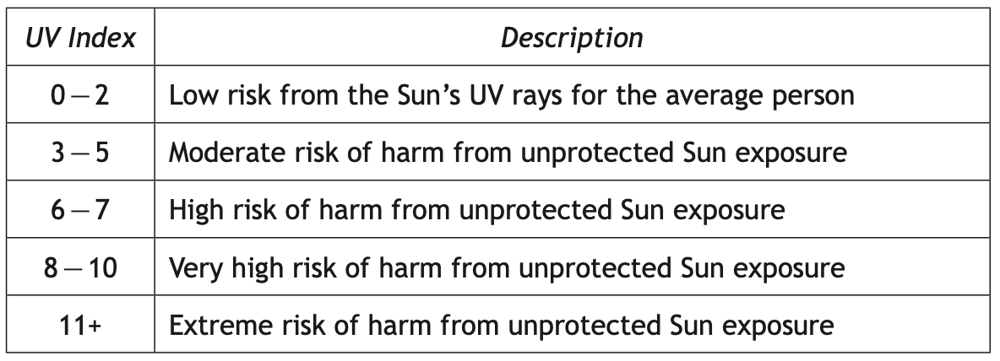 UV Index Description
0 – 2 Low risk from the Sun's UV rays for the average person
3 – 5 Moderate risk of harm from unprotected Sun exposure
6 – 7 High risk of harm from unprotected Sun exposure
8 – 10 Very high risk of harm from unprotected Sun exposure
11+ Extreme risk of harm from unprotected Sun exposure